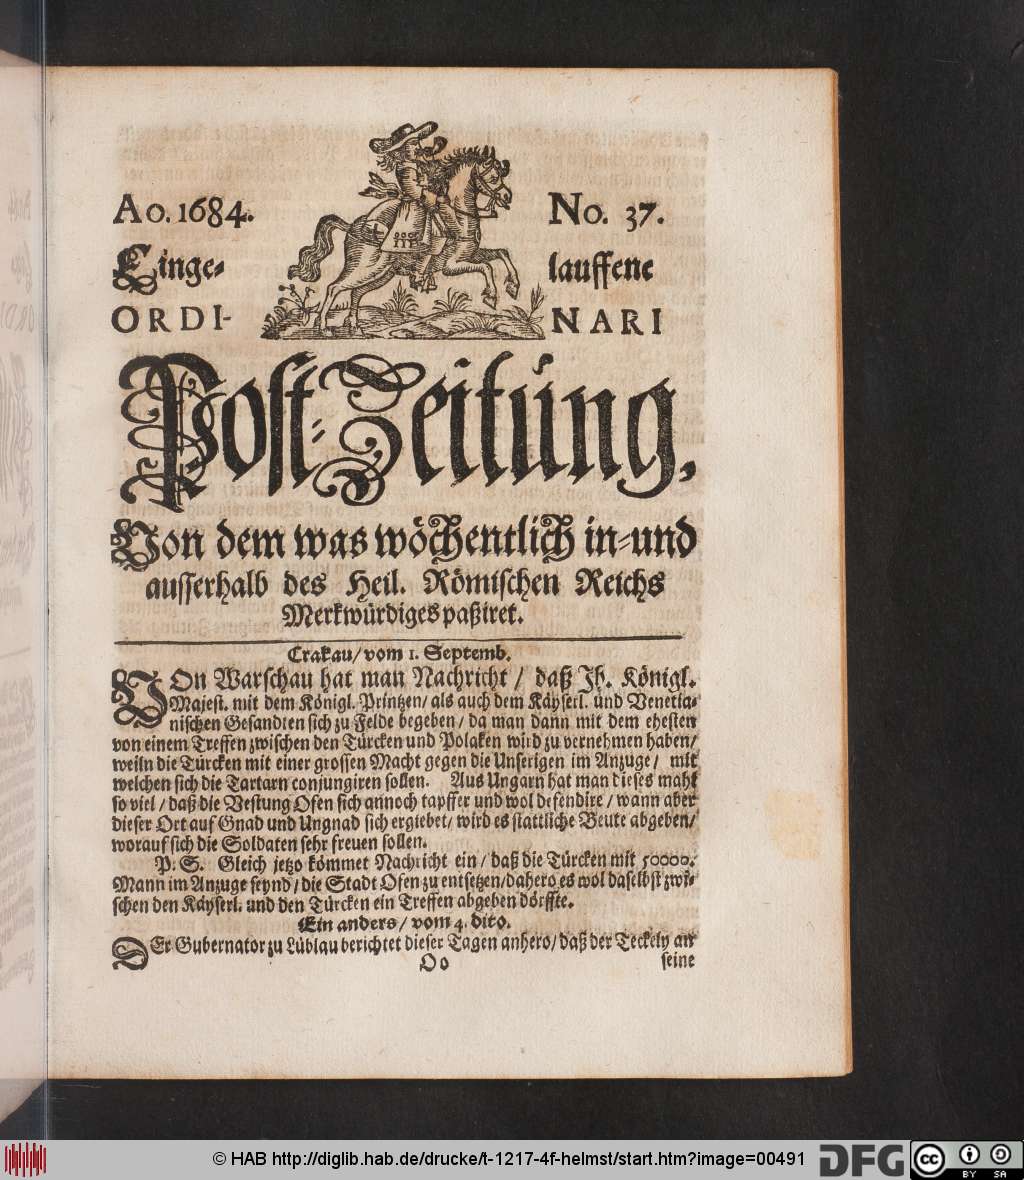 Ao. 1684.
No. 37.
Einge-
lauffene
ORDI-
NARI
Post-Zeitung,
Von dem was wöchentlich in-und
ausserhalb des Heil. Römischen Reichs
Merkwürdiges paßiret.
Crakau/ vom 1. Septemb.
VOn Warschau hat man Nachricht / daß Jh. Königl.
Majest. mit dem Königl. Printzen/ als auch dem Käyserl. und Venetia-
nischen Gesandten sich zu Felde begeben/ da man dann mit dem ehesten
von einem Treffen zwischen den Türcken und Polaken wird zu vernehmen haben/
weiln die Türcken mit einer grossen Macht gegen die Unserigen im Anzuge/ mit
welchen sich die Tartarn conjungiren sollen. Aus Ungarn hat man dieses mahl
so viel / daß die Vestung Ofen sich annoch tapffer und wol defendire / wann aber
dieser Ort auf Gnad und Ungnad sich ergiebet/ wird es stattliche Beute abgeben/
worauf sich die Soldaten sehr freuen sollen.
P. S. Gleich jetzo kömmet Nachricht ein / daß die Türcken mit 50000.
Mann im Anzuge seynd / die Stadt Ofen zu entsetzen/dahero es wol daselbst zwi-
schen den Käyserl. und den Türcken ein Treffen abgeben dörffte.
Ein anders / vom 4. dito.
DEr Gubernator zu Lüblau berichtet dieser Tagen anhero/ daß der Teckely an
Oo
seine
© HAB http://diglib.hab.de/drucke/t-1217-4f-helmst/start.htm?image=00491
DFG
cc
BY
SA